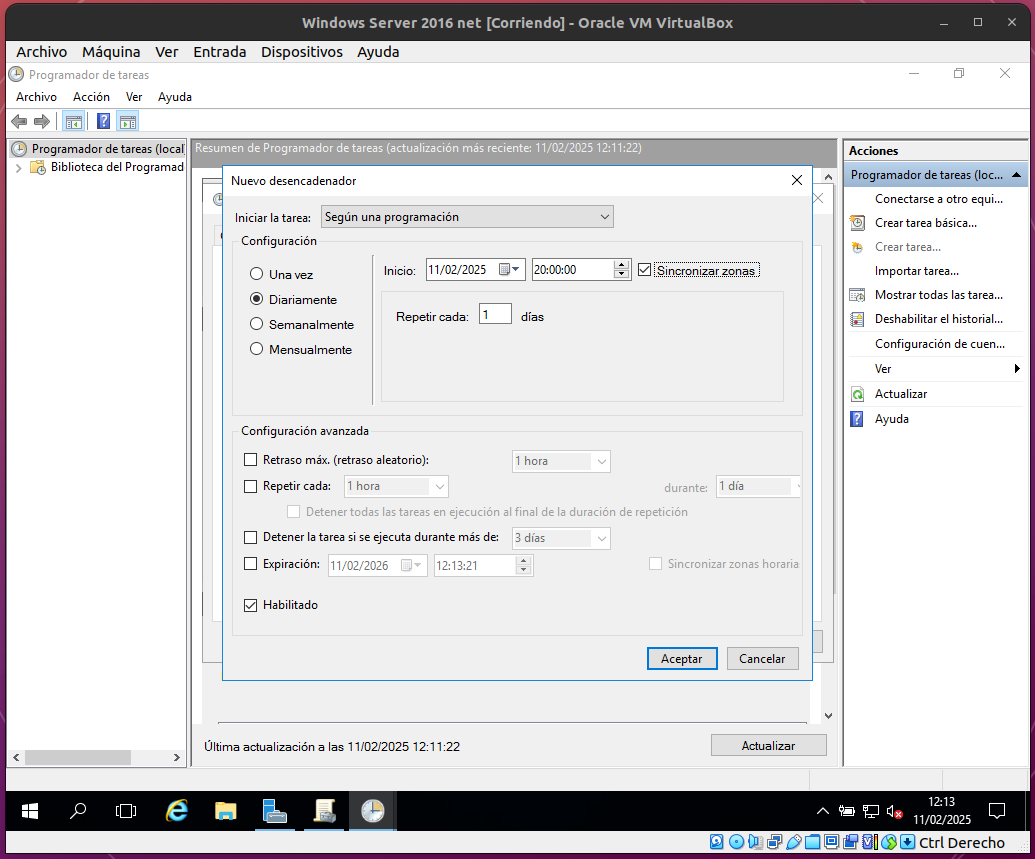 Windows Server 2016 net [Corriendo] - Oracle VM VirtualBox
Archivo Máquina Ver Entrada Dispositivos Ayuda
Programador de tareas
Archivo Acción Ver Ayuda
Programador de tareas (local
Biblioteca del Programad
Resumen de Programador de tareas (actualización más reciente: 11/02/2025 12:11:22)
Nuevo desencadenador
Iniciar la tarea: Según una programación
Configuración
Una vez
Diariamente
Semanalmente
Mensualmente
Inicio: 11/02/2025 20:00:00 Sincronizar zonas
Repetir cada: 1 días
Configuración avanzada
Retraso máx. (retraso aleatorio): 1 hora
Repetir cada: 1 hora durante: 1 día
Detener todas las tareas en ejecución al final de la duración de repetición
Detener la tarea si se ejecuta durante más de: 3 días
Expiración: 11/02/2026 12:13:21 Sincronizar zonas horaria
Habilitado
Aceptar Cancelar
Última actualización a las 11/02/2025 12:11:22 Actualizar
Acciones
Programador de tareas (loc...
Conectarse a otro equi...
Crear tarea básica...
Crear tarea...
Importar tarea...
Mostrar todas las tarea...
Deshabilitar el historial...
Configuración de cuen...
Ver
Actualizar
Ayuda
12:13
11/02/2025
Ctrl Derecho